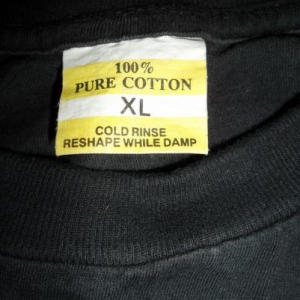 100%
PURE COTTON
XL
COLD RINSE
RESHAPE WHILE DAMP